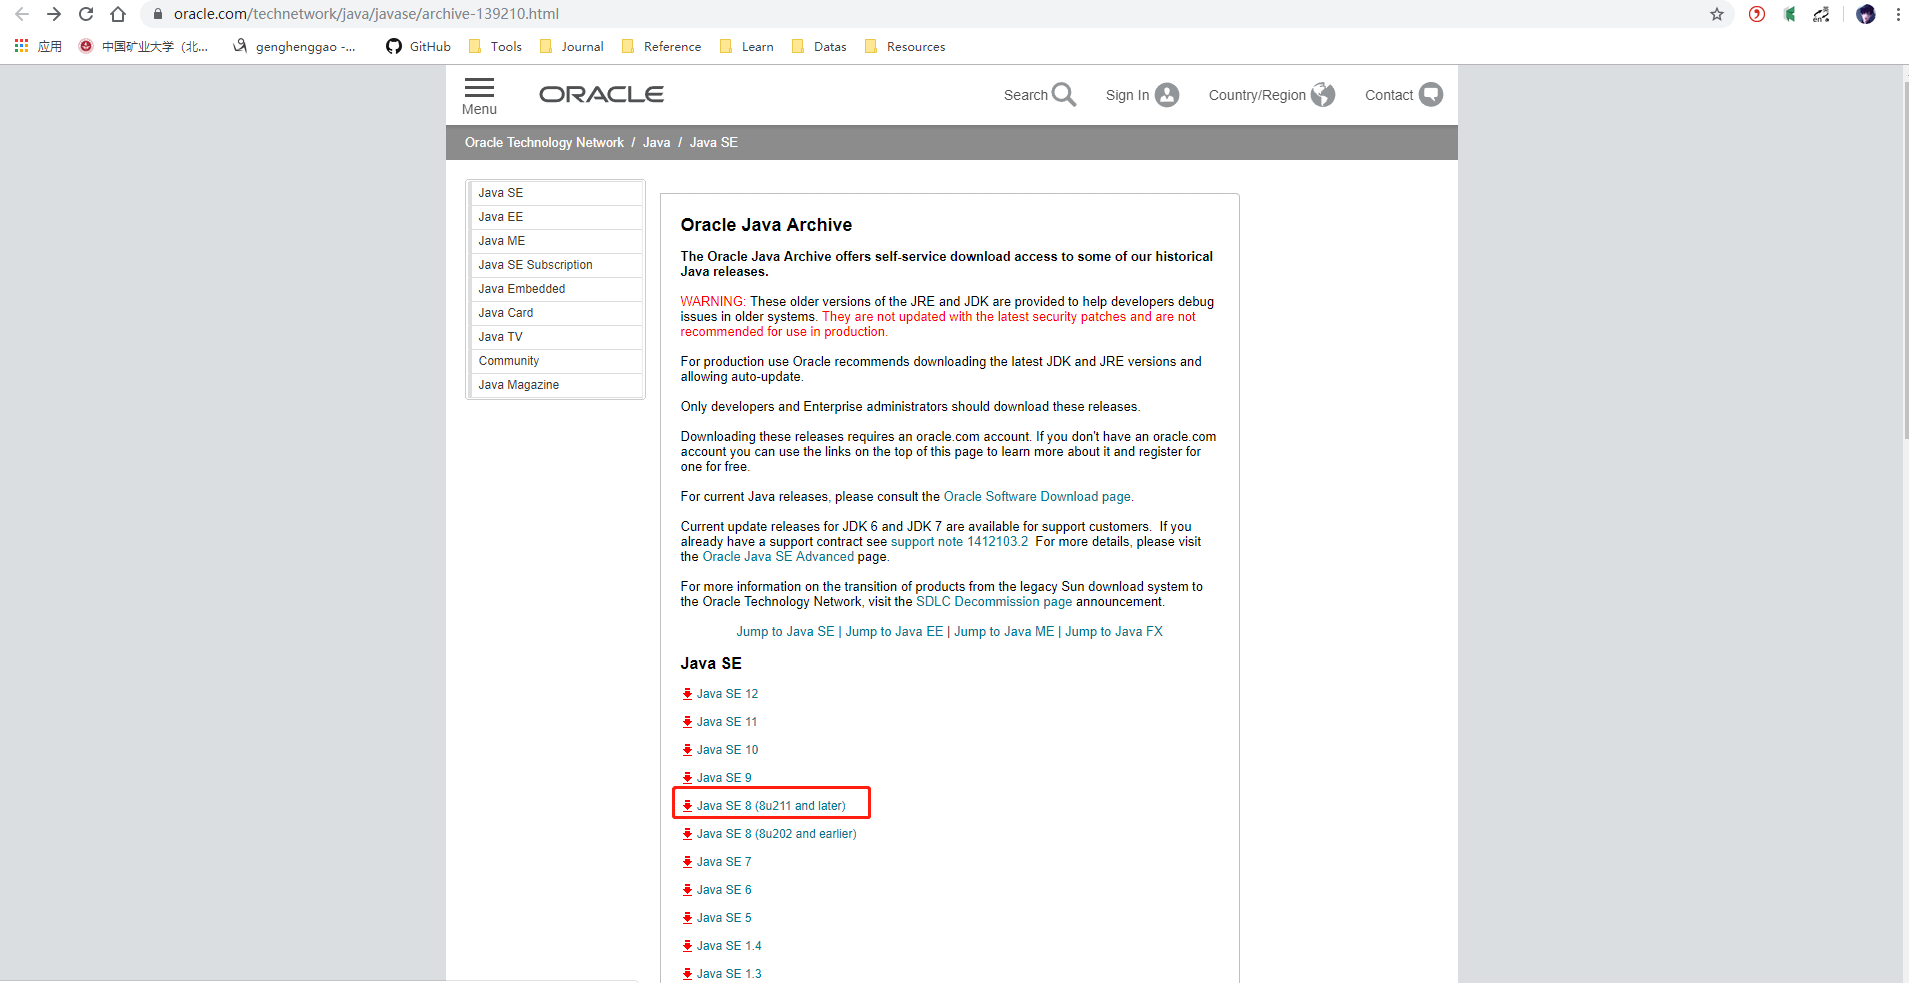 oracle.com/technetwork/java/javase/archive-139210.html
应用
中国矿业大学（北...
genghenggao -...
GitHub
Tools
Journal
Reference
Learn
Datas
Resources
Menu
ORACLE
Search
Sign In
Country/Region
Contact
Oracle Technology Network / Java / Java SE
Java SE
Java EE
Java ME
Java SE Subscription
Java Embedded
Java Card
Java TV
Community
Java Magazine
Oracle Java Archive
The Oracle Java Archive offers self-service download access to some of our historical
Java releases.
WARNING: These older versions of the JRE and JDK are provided to help developers debug
issues in older systems. They are not updated with the latest security patches and are not
recommended for use in production.
For production use Oracle recommends downloading the latest JDK and JRE versions and
allowing auto-update.
Only developers and Enterprise administrators should download these releases.
Downloading these releases requires an oracle.com account. If you don't have an oracle.com
account you can use the links on the top of this page to learn more about it and register for
one for free.
For current Java releases, please consult the Oracle Software Download page.
Current update releases for JDK 6 and JDK 7 are available for support customers. If you
already have a support contract see support note 1412103.2 For more details, please visit
the Oracle Java SE Advanced page.
For more information on the transition of products from the legacy Sun download system to
the Oracle Technology Network, visit the SDLC Decommission page announcement.
Jump to Java SE | Jump to Java EE | Jump to Java ME | Jump to Java FX
Java SE
Java SE 12
Java SE 11
Java SE 10
Java SE 9
Java SE 8 (8u211 and later)
Java SE 8 (8u202 and earlier)
Java SE 7
Java SE 6
Java SE 5
Java SE 1.4
Java SE 1.3